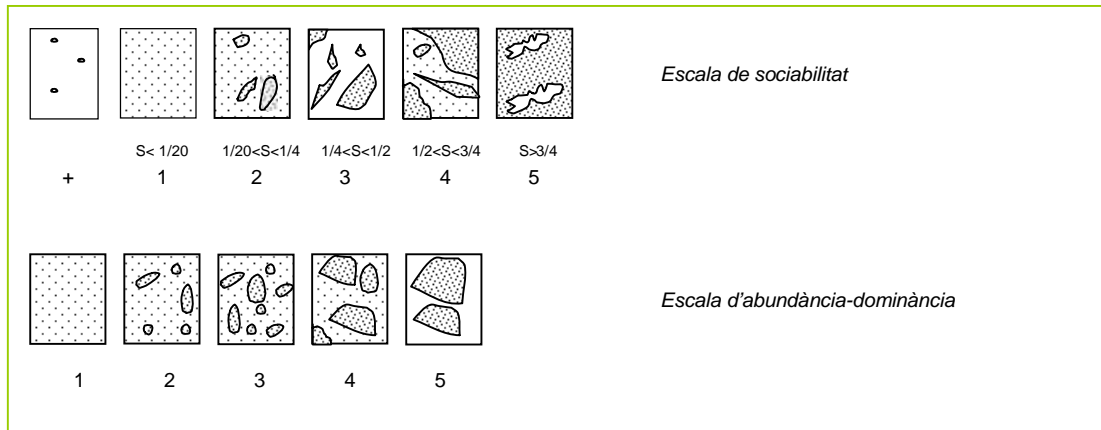 Escala de sociabilitat
S< 1/20 1/20<S<1/4 1/4<S<1/2 1/2<S<3/4 S>3/4
+ 1 2 3 4 5
Escala d'abundància-dominància
1 2 3 4 5